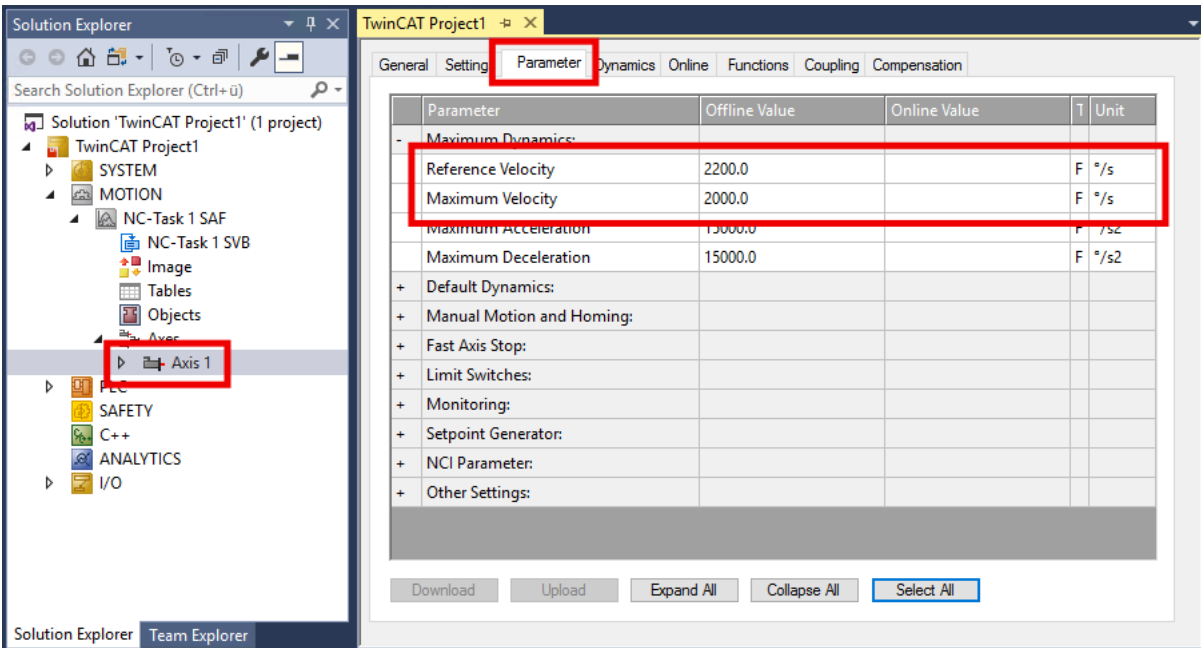 Solution Explorer
Search Solution Explorer (Ctrl+ü)
Solution 'TwinCAT Project1' (1 project)
TwinCAT Project1
SYSTEM
MOTION
NC-Task 1 SAF
NC-Task 1 SVB
Image
Tables
Objects
Axes
Axis 1
PLC
SAFETY
C++
ANALYTICS
I/O
Solution Explorer Team Explorer
TwinCAT Project1
General Setting Parameter Dynamics Online Functions Coupling Compensation
Parameter Offline Value Online Value T Unit
- Maximum Dynamics:
Reference Velocity 2200.0 F °/s
Maximum Velocity 2000.0 F °/s
Maximum Acceleration 15000.0 F °/s2
Maximum Deceleration 15000.0 F °/s2
+ Default Dynamics:
+ Manual Motion and Homing:
+ Fast Axis Stop:
+ Limit Switches:
+ Monitoring:
+ Setpoint Generator:
+ NCI Parameter:
+ Other Settings:
Download Upload Expand All Collapse All Select All